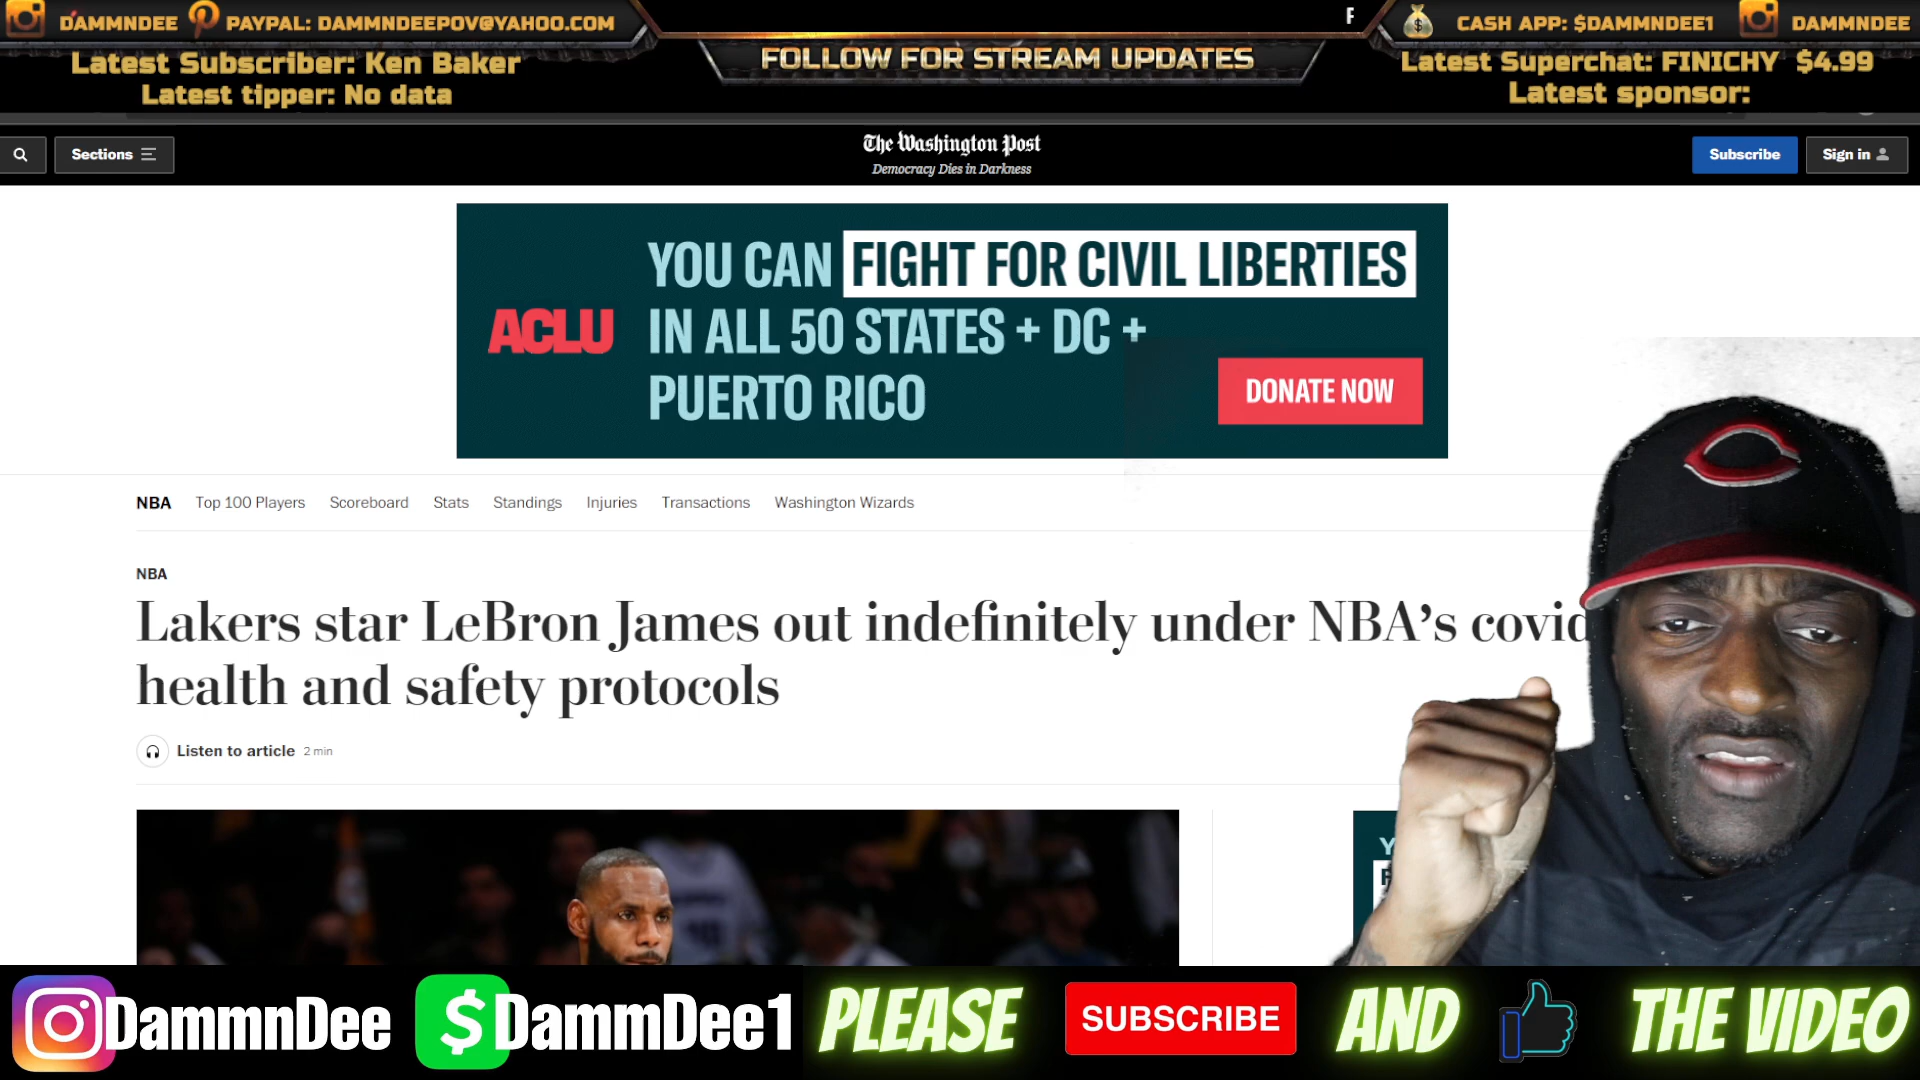 DAMMNDEE
PAYPAL: DAMMNDEEPOV@YAHOO.COM
F
CASH APP: $DAMMNDEE1
DAMMNDEE
Latest Subscriber: Ken Baker
Latest tipper: No data
FOLLOW FOR STREAM UPDATES
Latest Superchat: FINICHY $4.99
Latest sponsor:
Sections
The Washington Post
Democracy Dies in Darkness
Subscribe
Sign in
ACLU
YOU CAN FIGHT FOR CIVIL LIBERTIES
IN ALL 50 STATES + DC +
PUERTO RICO
DONATE NOW
NBA Top 100 Players Scoreboard Stats Standings Injuries Transactions Washington Wizards
NBA
Lakers star LeBron James out indefinitely under NBA's covid
health and safety protocols
Listen to article 2 min
Y
F
DammnDee
$DammDee1
PLEASE SUBSCRIBE AND THE VIDEO